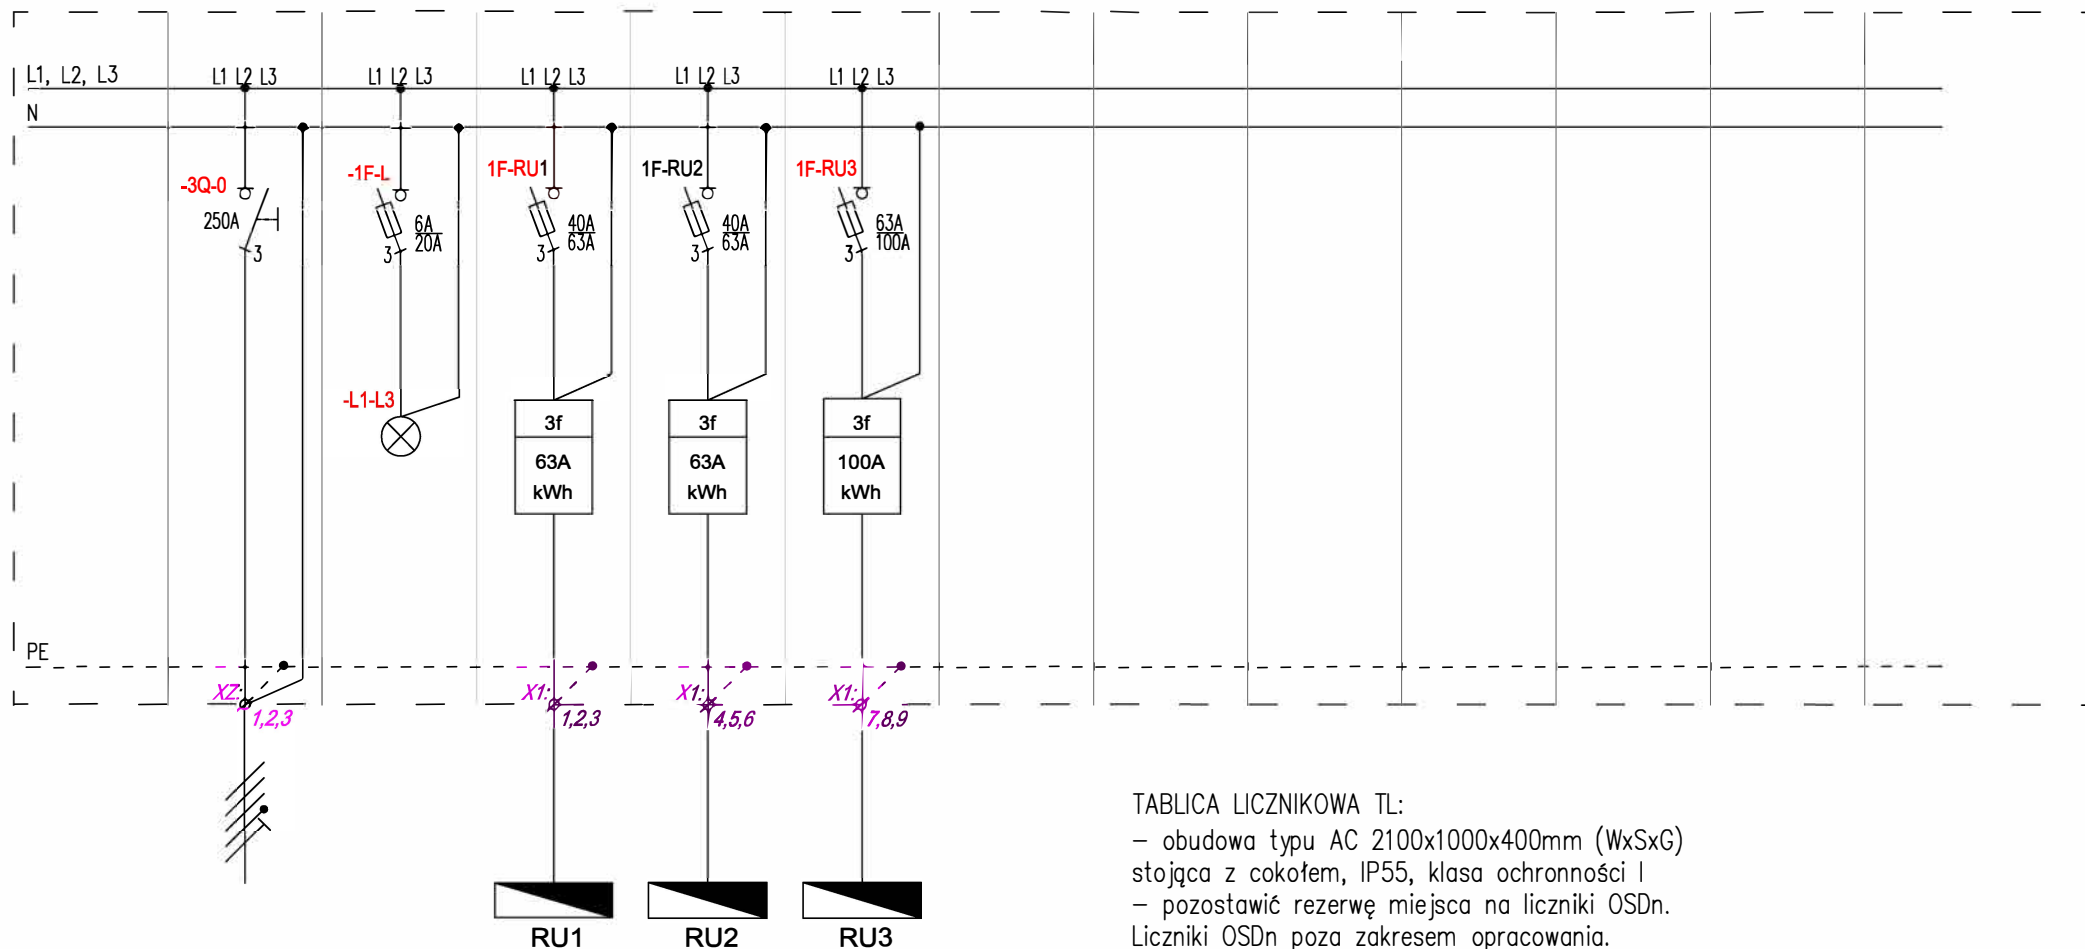 L1, L2, L3
L1 L2 L3
L1 L2 L3
L1 L2 L3
L1 L2 L3
L1 L2 L3
N
-3Q-0
250A
3
-1F-L
6A
20A
3
1F-RU1
40A
63A
3
1F-RU2
40A
63A
3
1F-RU3
63A
100A
3
-L1-L3
3f
63A
kWh
3f
63A
kWh
3f
100A
kWh
PE
XZ:
1,2,3
X1:
1,2,3
X1:
4,5,6
X1:
7,8,9
RU1
RU2
RU3
TABLICA LICZNIKOWA TL:
– obudowa typu AC 2100x1000x400mm (WxSxG)
stojąca z cokołem, IP55, klasa ochronności I
– pozostawić rezerwę miejsca na liczniki OSDn.
Liczniki OSDn poza zakresem opracowania.